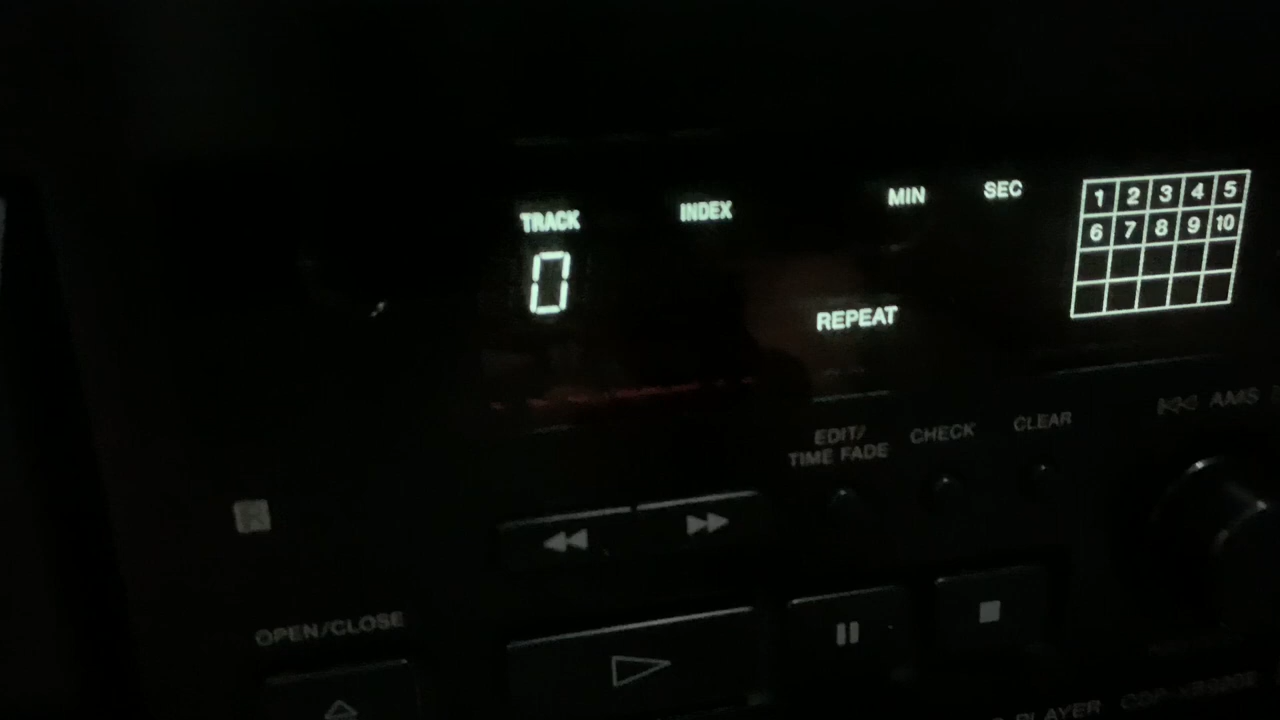 TRACK INDEX MIN SEC
0
REPEAT
1 2 3 4 5
6 7 8 9 10
EDIT/
TIME FADE
CHECK
CLEAR
AMS
OPEN/CLOSE
PLAYER